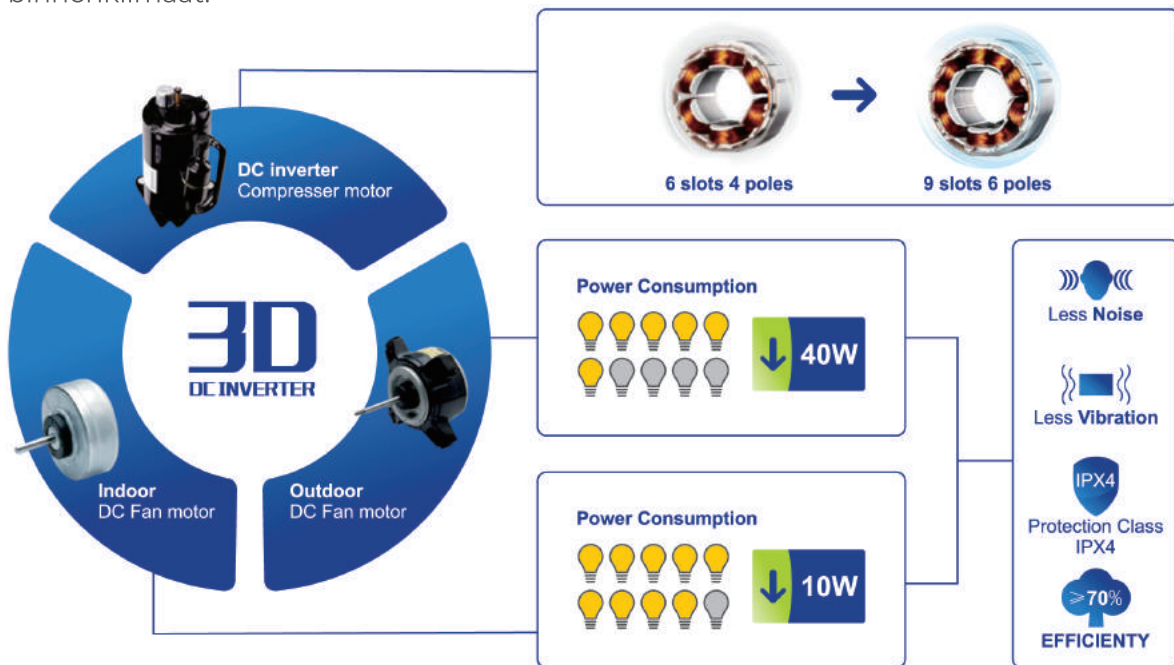 binnenklimaat.
DC inverter
Compresser motor
6 slots 4 poles
9 slots 6 poles
3D
DC INVERTER
Indoor
DC Fan motor
Outdoor
DC Fan motor
Power Consumption
40W
Power Consumption
10W
Less Noise
Less Vibration
IPX4
Protection Class
IPX4
⩾70%
EFFICIENTY